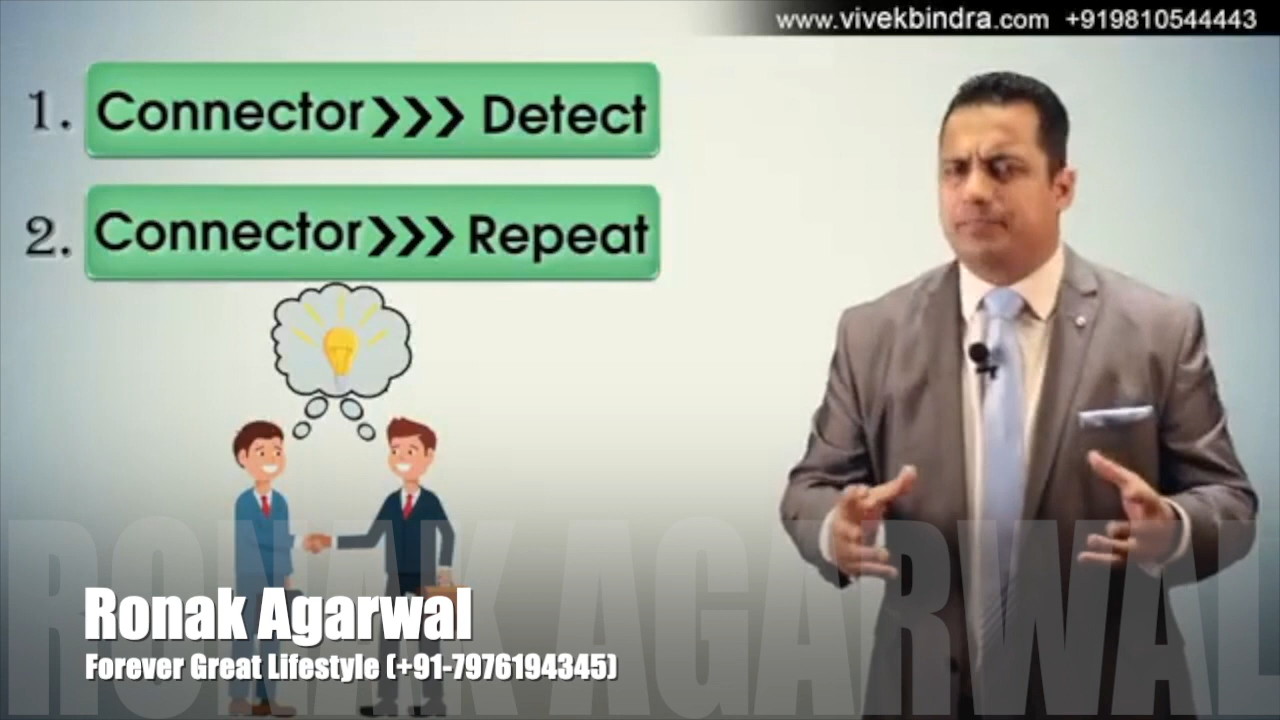 www.vivekbindra.com +919810544443
1. Connector >>> Detect
2. Connector >>> Repeat
RONAK AGARWAL
Ronak Agarwal
Forever Great Lifestyle (+91-7976194345)